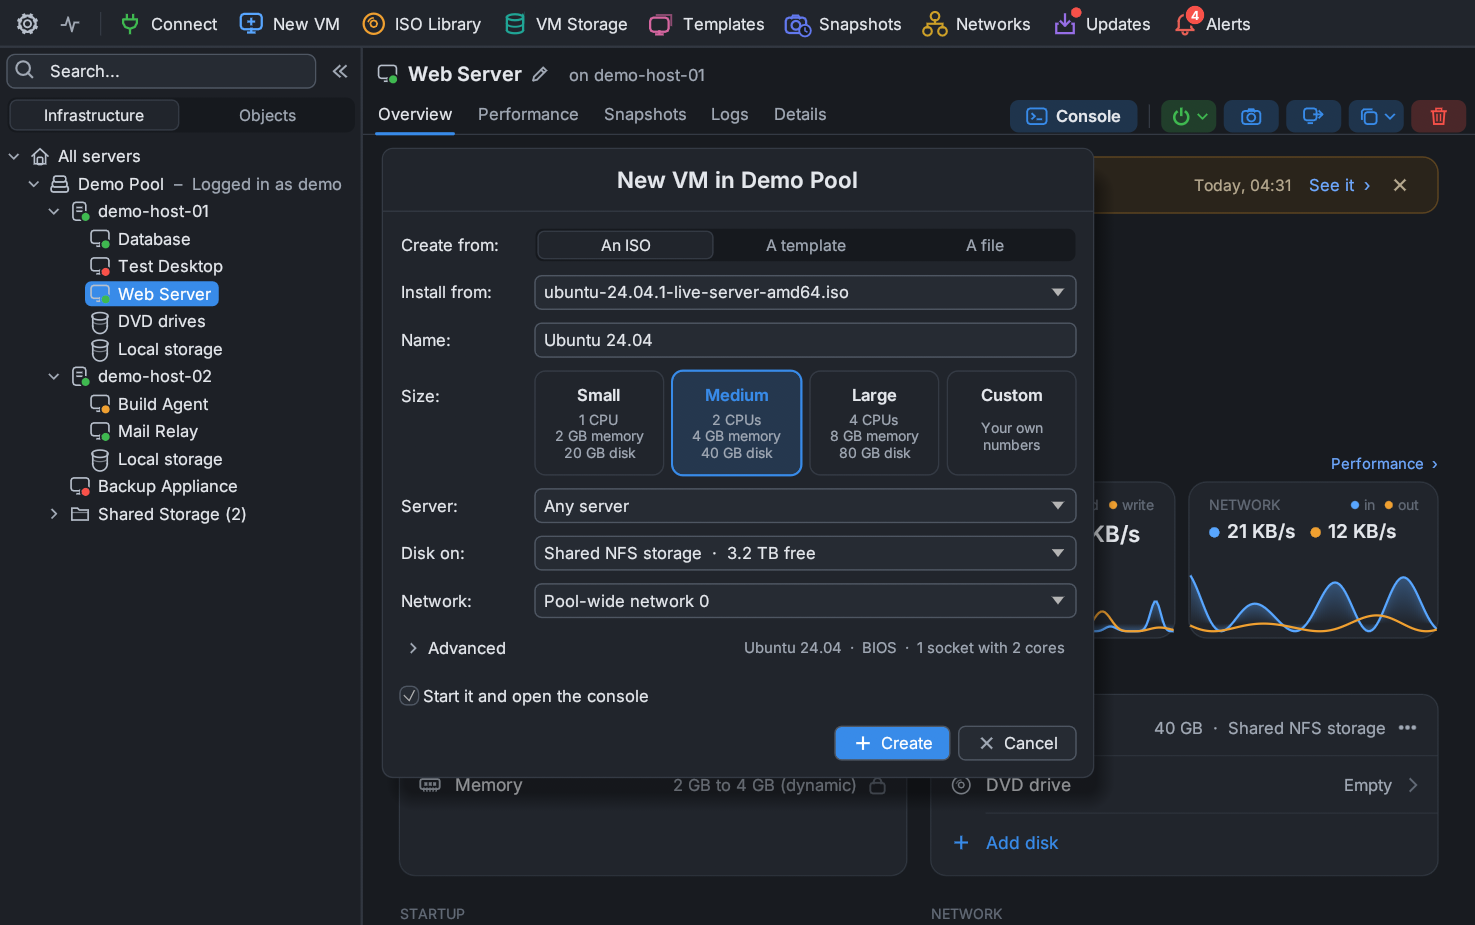 Connect New VM ISO Library VM Storage Templates Snapshots Networks Updates 4 Alerts
Search...
Infrastructure Objects
All servers
Demo Pool – Logged in as demo
demo-host-01
Database
Test Desktop
Web Server
DVD drives
Local storage
demo-host-02
Build Agent
Mail Relay
Local storage
Backup Appliance
Shared Storage (2)
Web Server on demo-host-01
Overview Performance Snapshots Logs Details
Console
Today, 04:31 See it ›
New VM in Demo Pool
Create from: An ISO A template A file
Install from: ubuntu-24.04.1-live-server-amd64.iso
Name: Ubuntu 24.04
Size:
Small
1 CPU
2 GB memory
20 GB disk
Medium
2 CPUs
4 GB memory
40 GB disk
Large
4 CPUs
8 GB memory
80 GB disk
Custom
Your own
numbers
Server: Any server
Disk on: Shared NFS storage · 3.2 TB free
Network: Pool-wide network 0
Advanced Ubuntu 24.04 · BIOS · 1 socket with 2 cores
Start it and open the console
Create Cancel
Performance ›
write
KB/s
NETWORK in out
21 KB/s 12 KB/s
40 GB · Shared NFS storage
Memory 2 GB to 4 GB (dynamic)
DVD drive Empty
Add disk
STARTUP
NETWORK